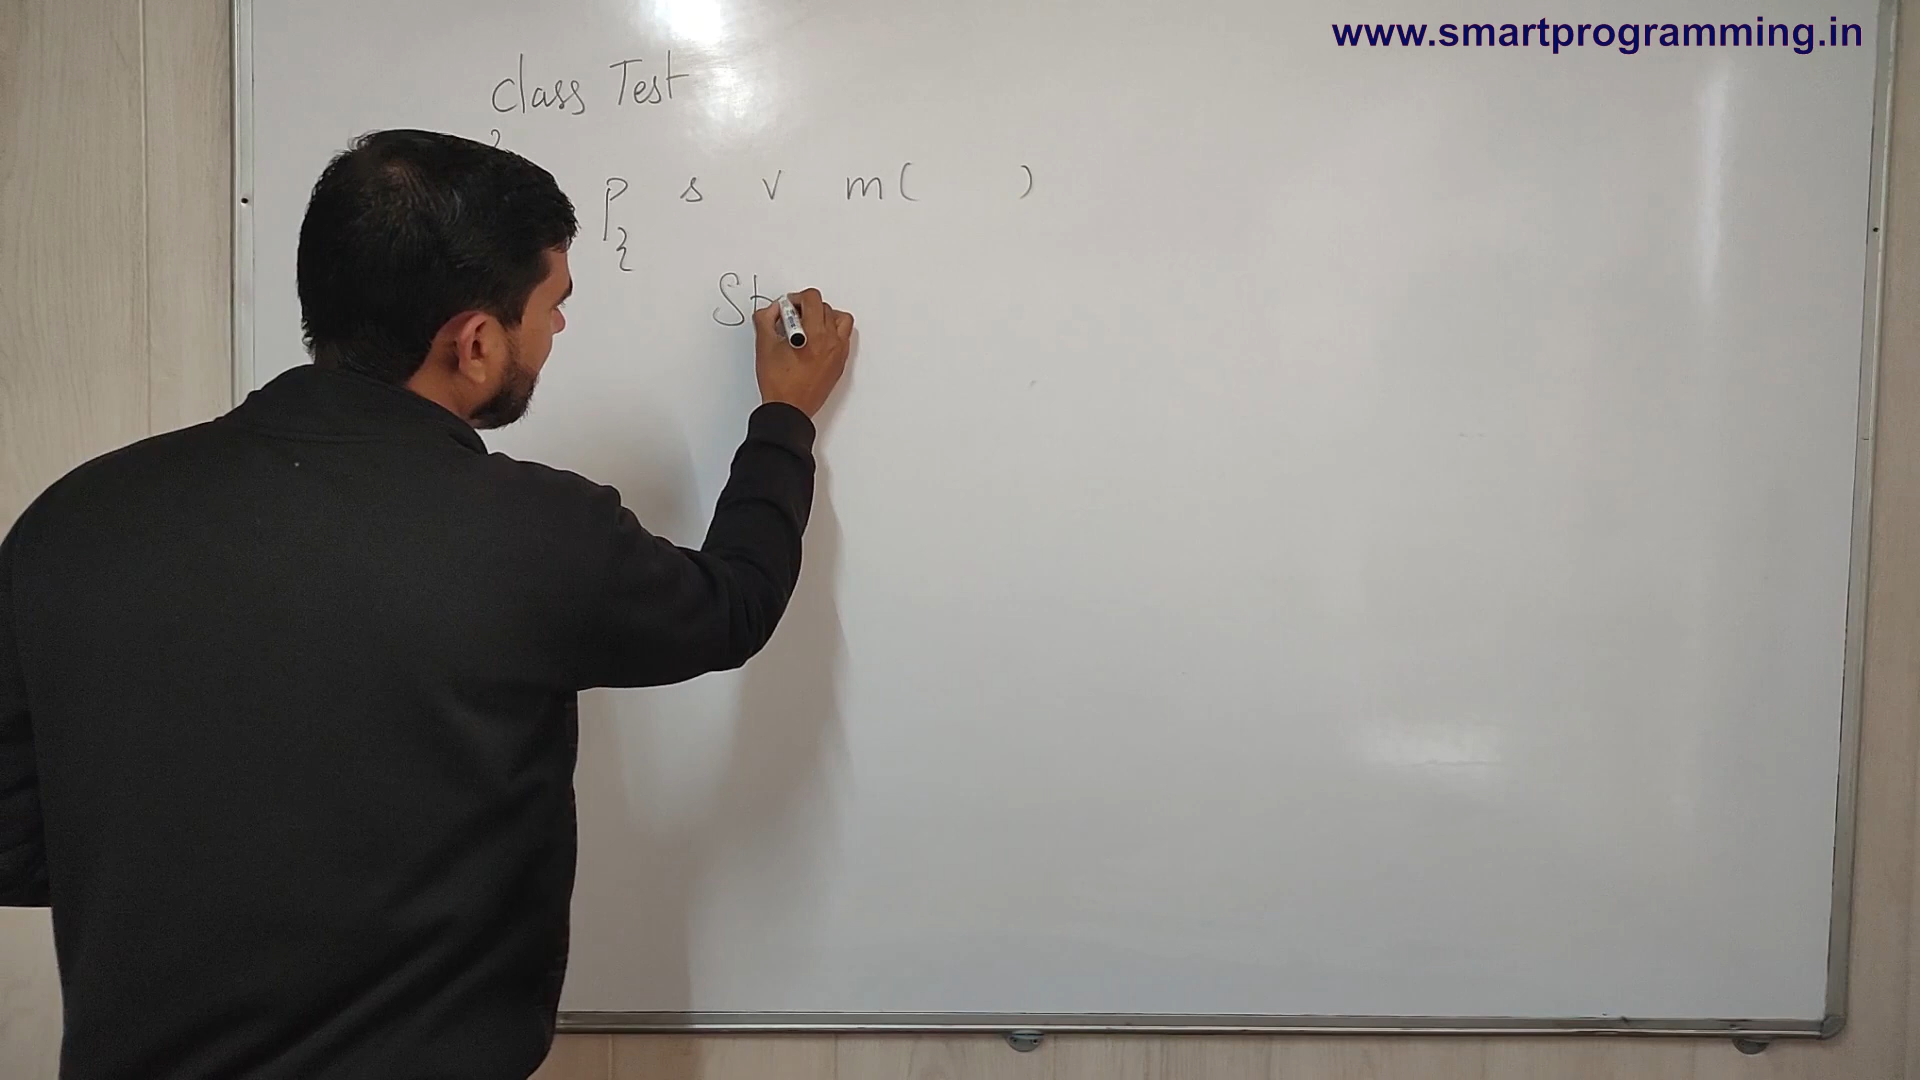 www.smartprogramming.in
class Test
p s v m( )
{
St